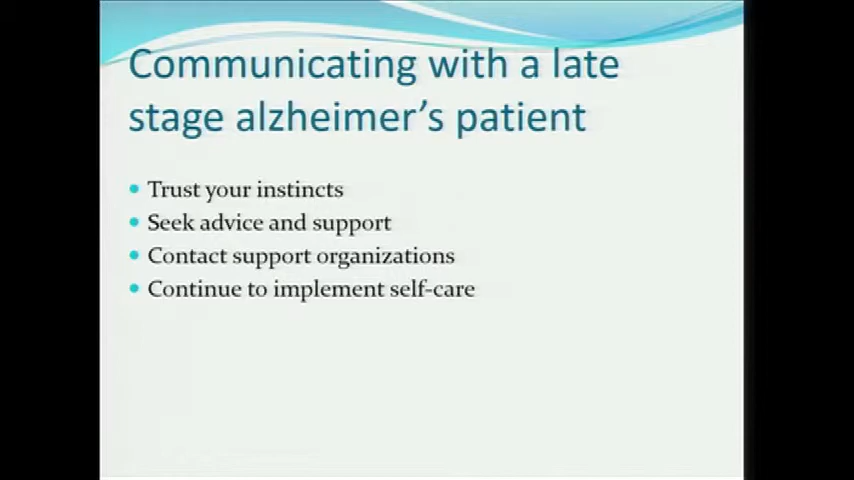 Communicating with a late
stage alzheimer's patient
Trust your instincts
Seek advice and support
Contact support organizations
Continue to implement self-care